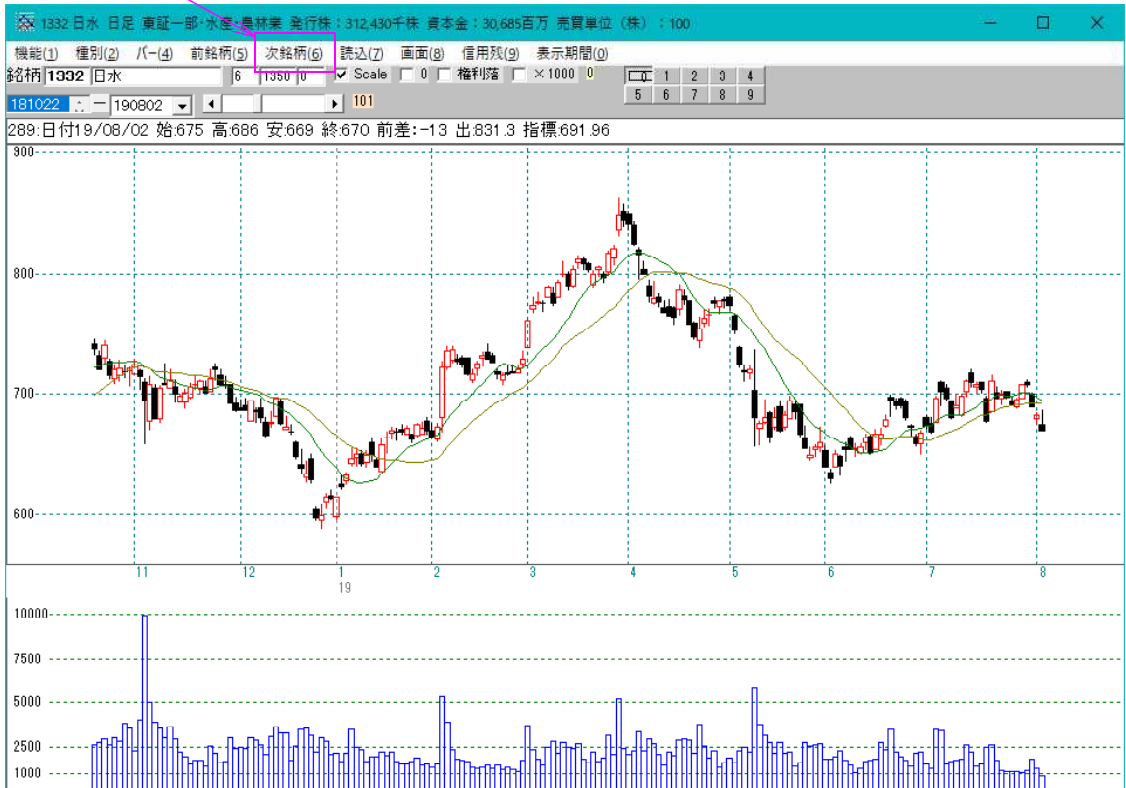 1332 日水 日足 東証一部・水産・農林業 発行株：312,430千株 資本金：30,685百万 売買単位（株）：100
機能(1) 種別(2) バー(4) 前銘柄(5) 次銘柄(6) 読込(7) 画面(8) 信用残(9) 表示期間(0)
銘柄 1332 日水 6 1350 0 Scale 0 権利落 ×1000 0 0 1 2 3 4
181022 — 190802 101 5 6 7 8 9
289:日付19/08/02 始:675 高:686 安:669 終:670 前差:-13 出:831.3 指標:691.96
900
800
700
600
11 12 1 2 3 4 5 6 7 8
19
10000
7500
5000
2500
1000